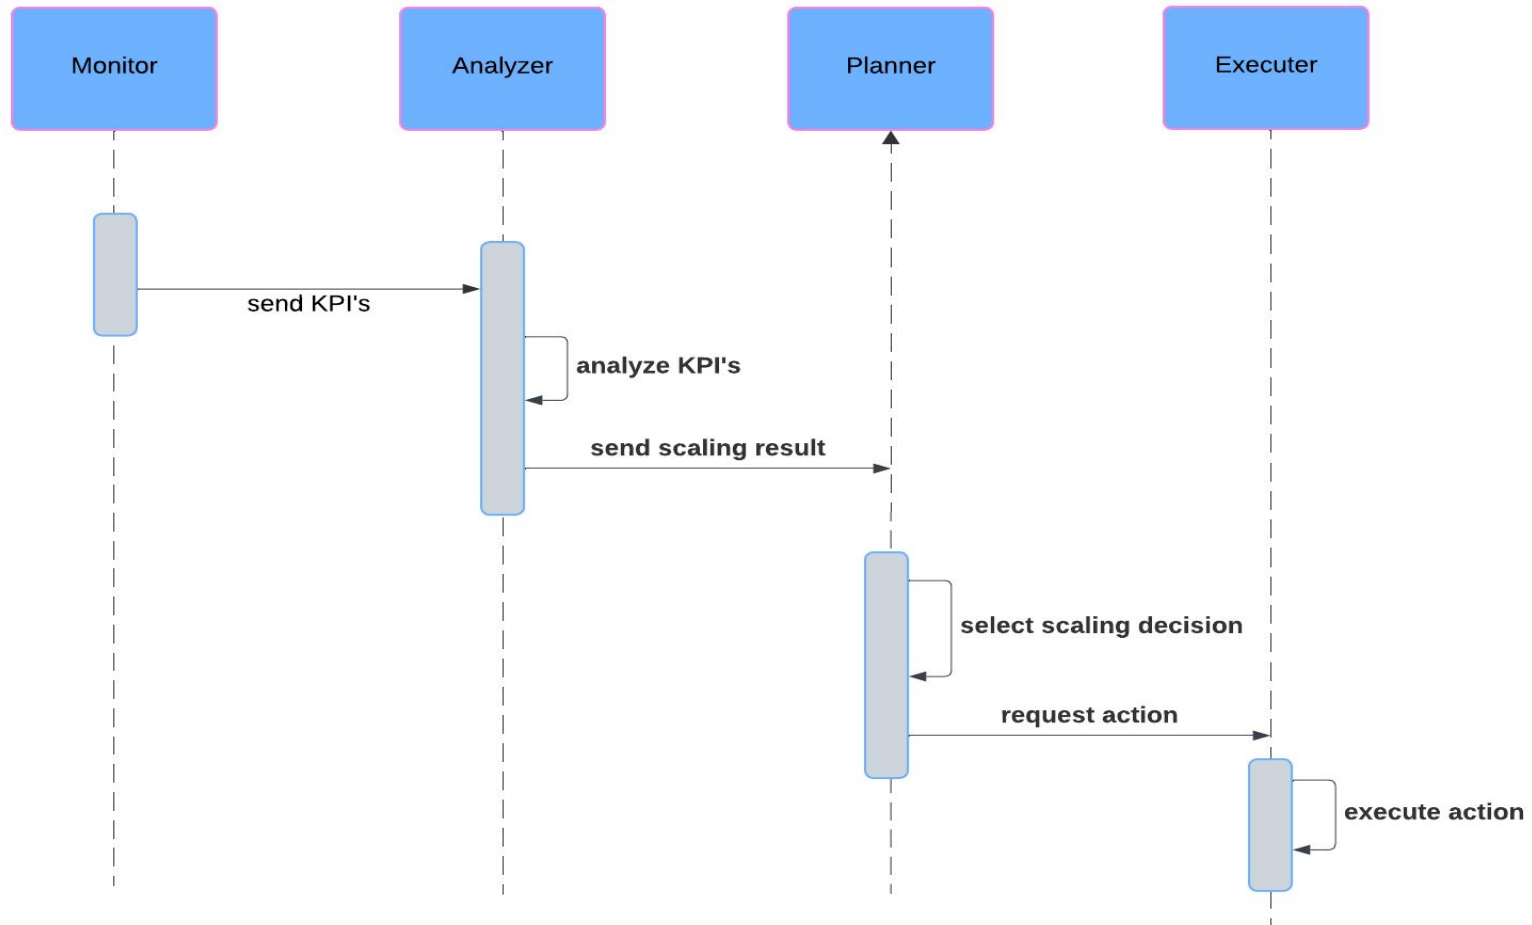 Monitor
Analyzer
Planner
Executer
send KPI's
analyze KPI's
send scaling result
select scaling decision
request action
execute action